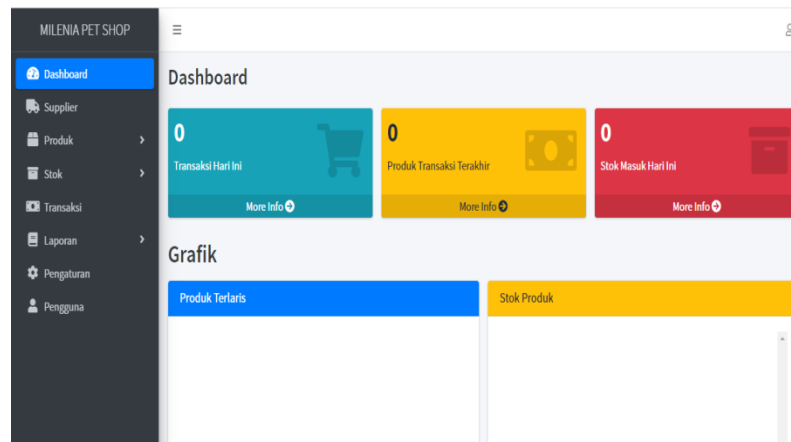 MILENIA PET SHOP
Dashboard
Supplier
Produk
Stok
Transaksi
Laporan
Pengaturan
Pengguna
Dashboard
0
Transaksi Hari Ini
More Info
0
Produk Transaksi Terakhir
More Info
0
Stok Masuk Hari Ini
More Info
Grafik
Produk Terlaris
Stok Produk